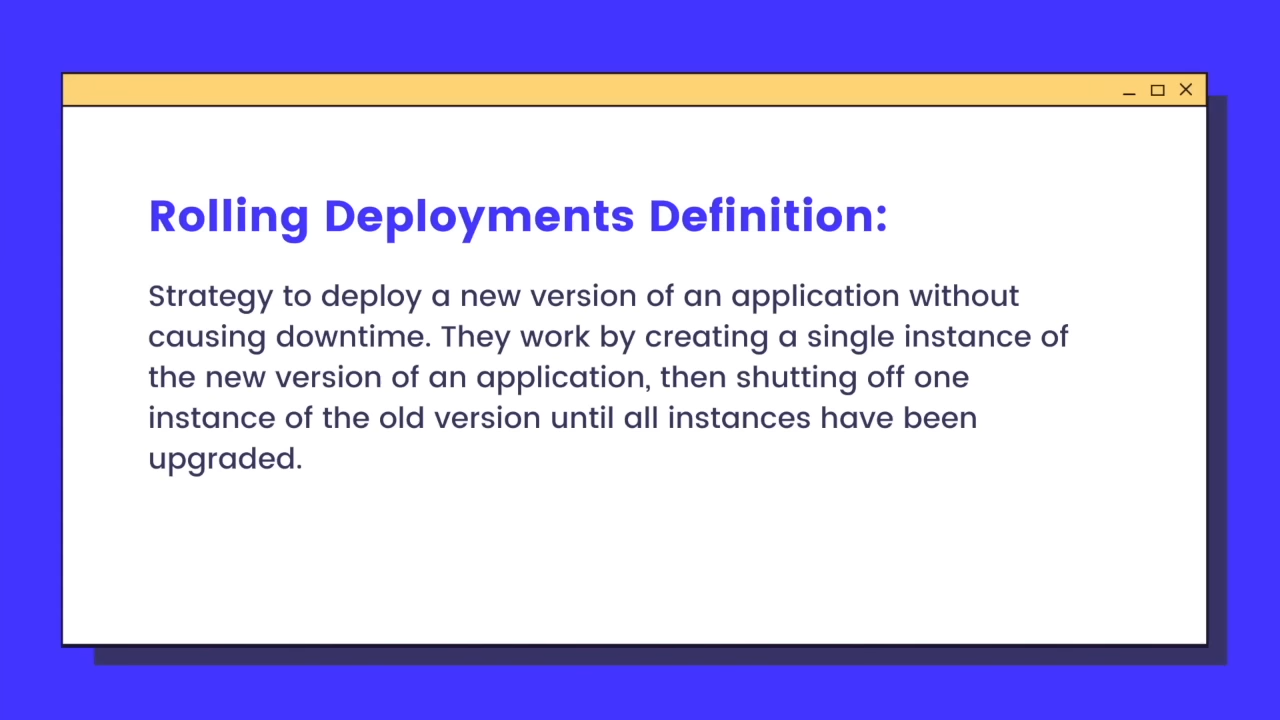 Rolling Deployments Definition:
Strategy to deploy a new version of an application without
causing downtime. They work by creating a single instance of
the new version of an application, then shutting off one
instance of the old version until all instances have been
upgraded.